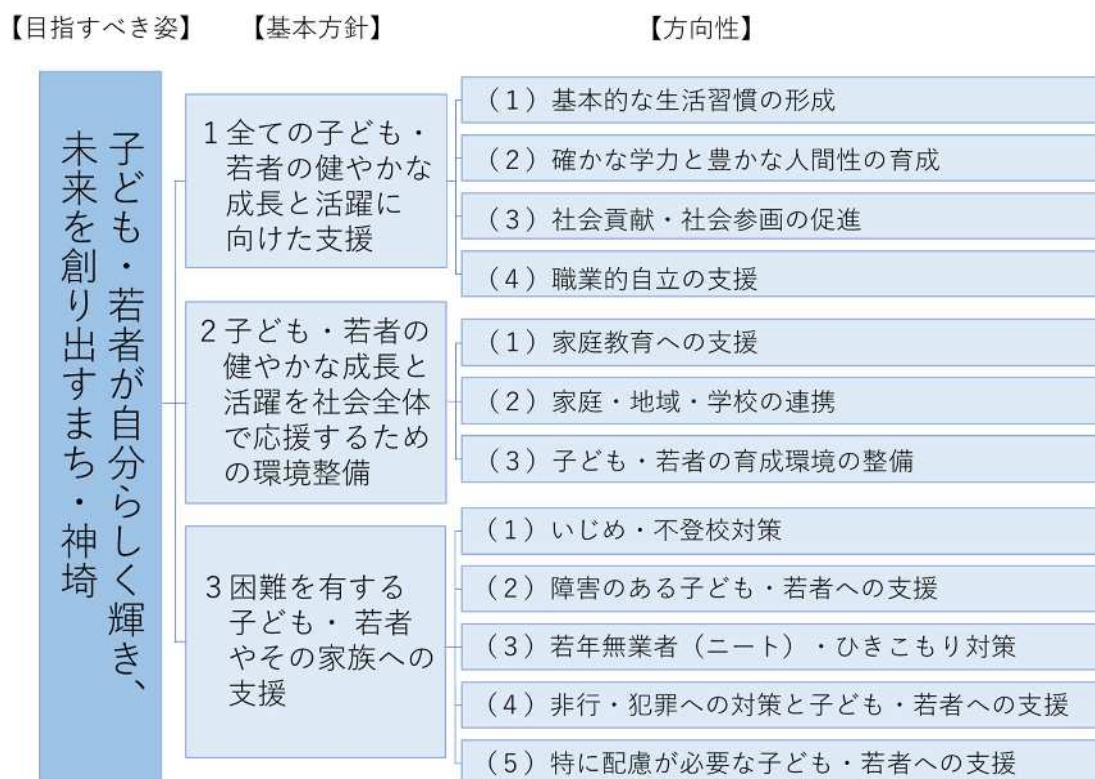 【目指すべき姿】
【基本方針】
【方向性】
子ども・若者が自分らしく輝き、
未来を創り出すまち・神埼
1 全ての子ども・
若者の健やかな
成長と活躍に
向けた支援
（1）基本的な生活習慣の形成
（2）確かな学力と豊かな人間性の育成
（3）社会貢献・社会参画の促進
（4）職業的自立の支援
2 子ども・若者の
健やかな成長と
活躍を社会全体
で応援するため
の環境整備
（1）家庭教育への支援
（2）家庭・地域・学校の連携
（3）子ども・若者の育成環境の整備
3 困難を有する
子ども・ 若者
やその家族への
支援
（1）いじめ・不登校対策
（2）障害のある子ども・若者への支援
（3）若年無業者（ニート）・ひきこもり対策
（4）非行・犯罪への対策と子ども・若者への支援
（5）特に配慮が必要な子ども・若者への支援